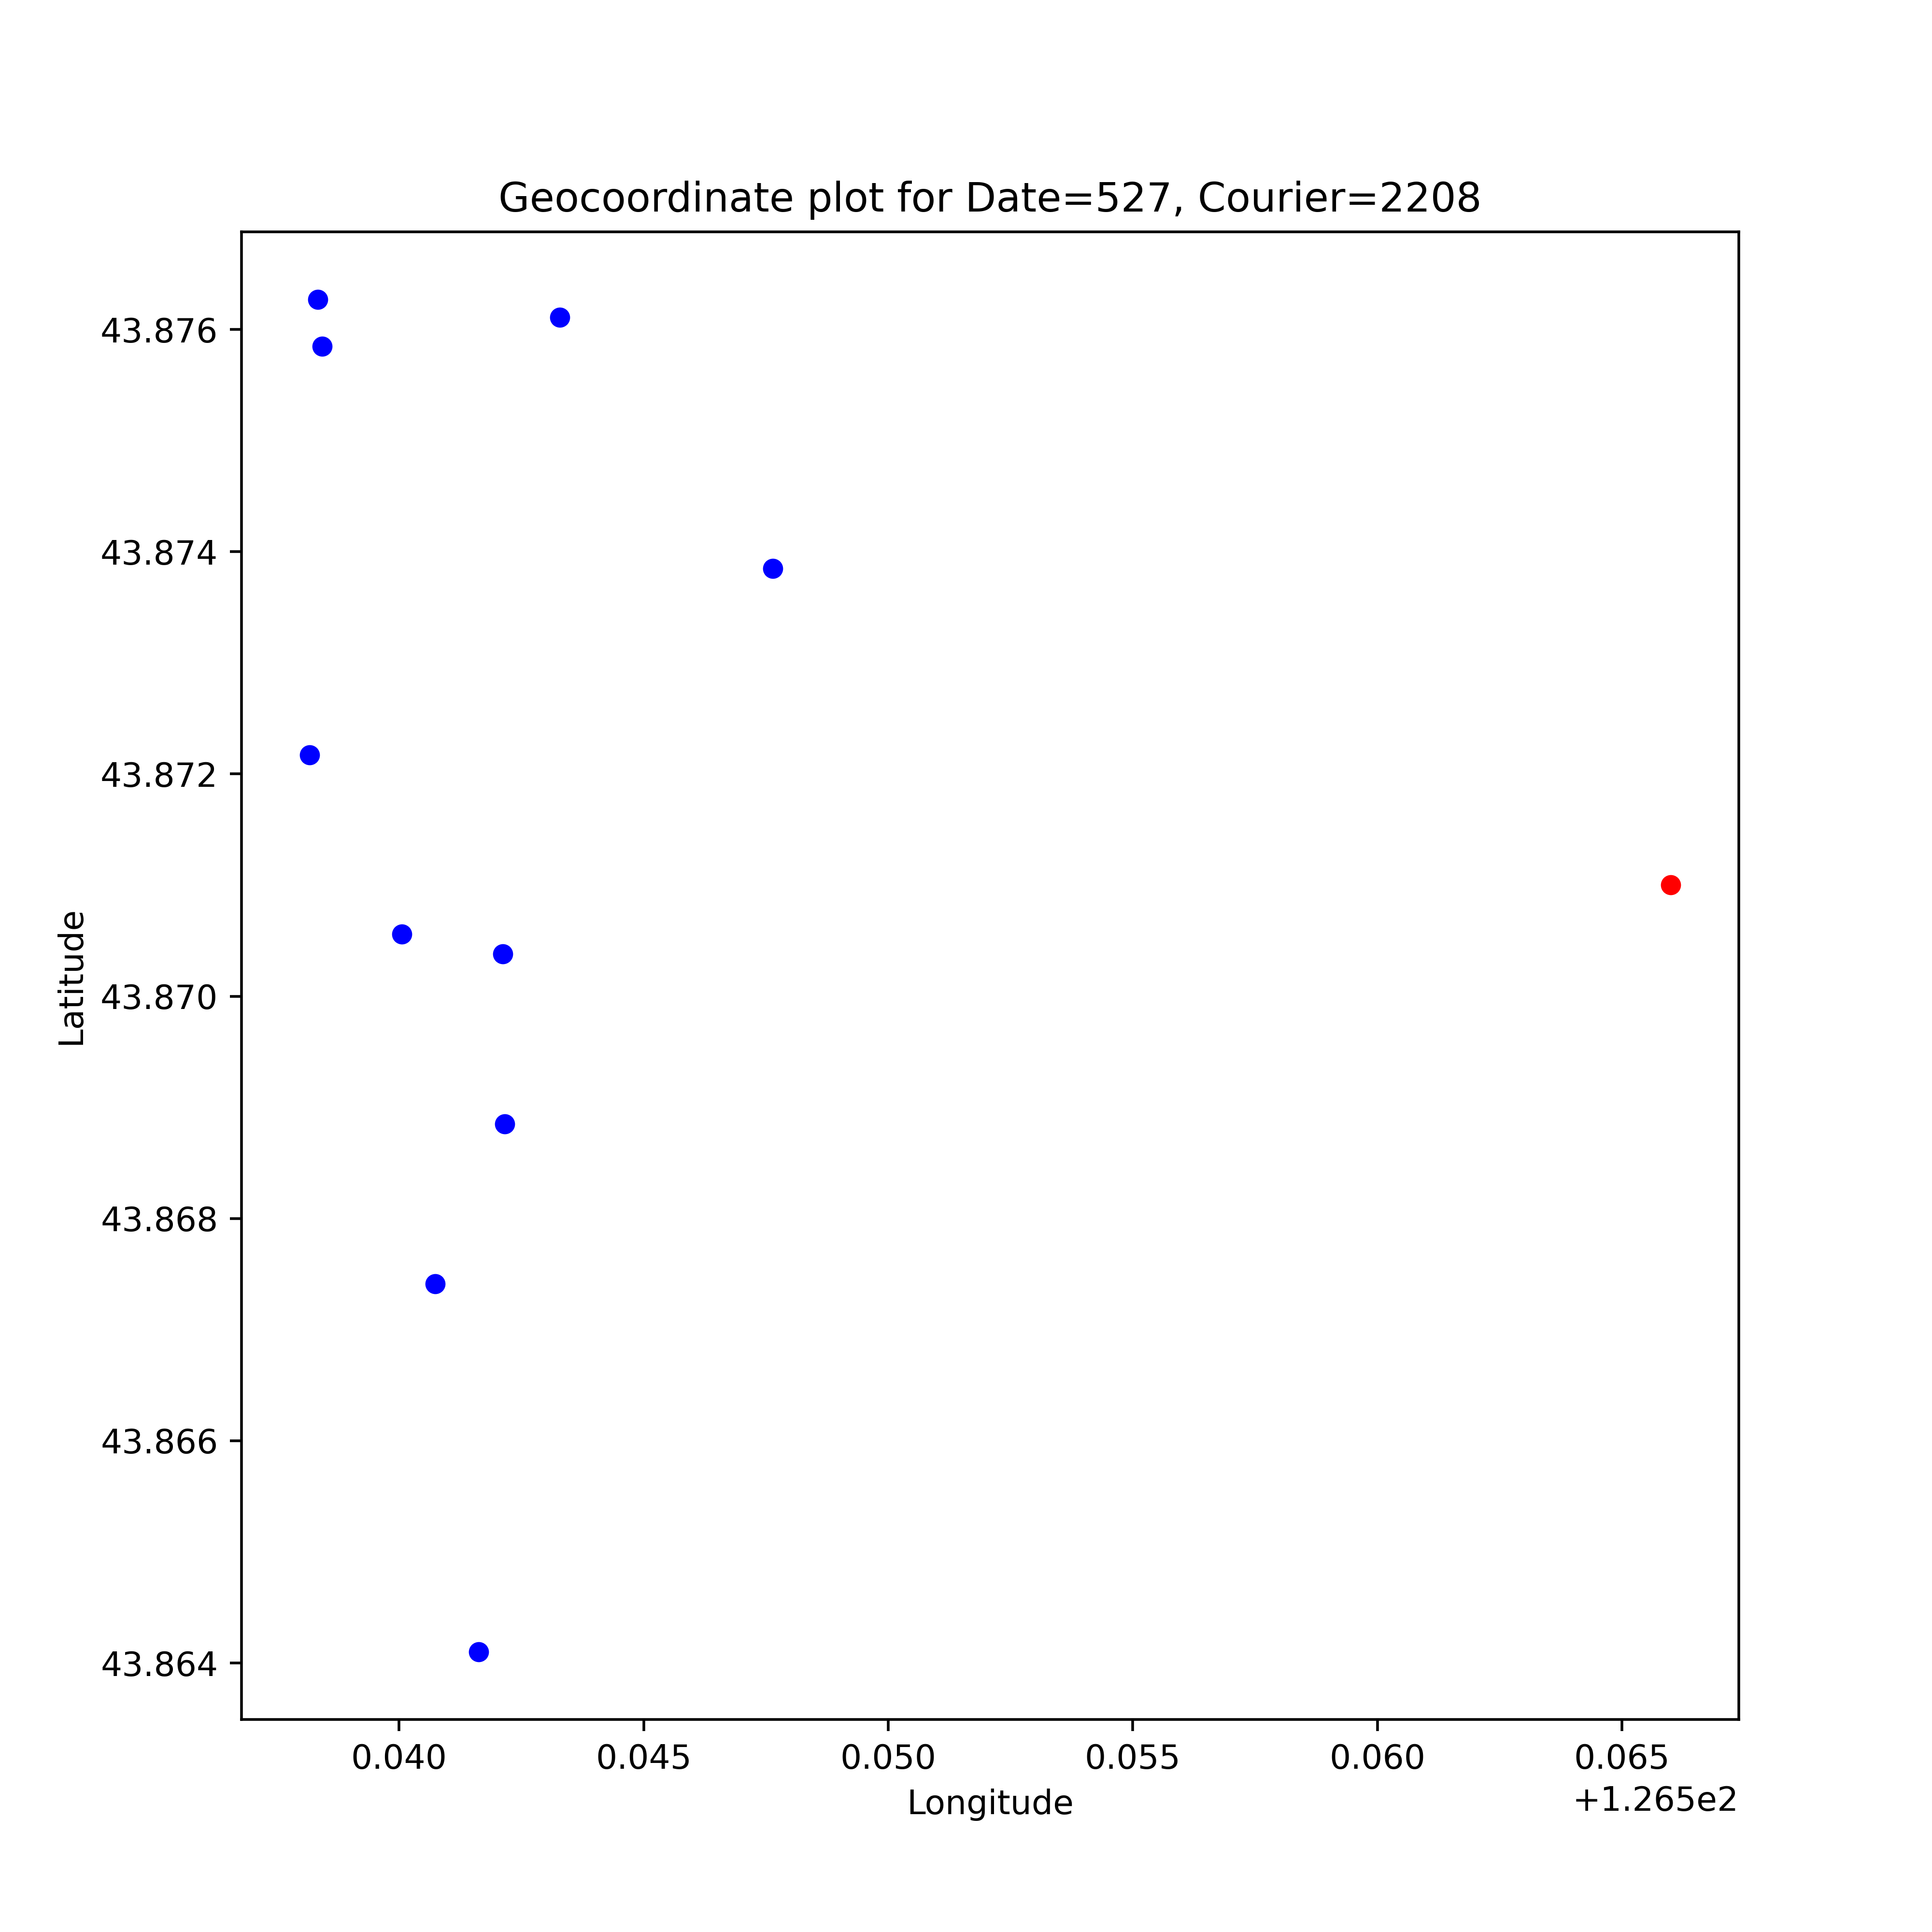 Geocoordinate plot for Date=527, Courier=2208
43.876
43.874
43.872
43.870
43.868
43.866
43.864
Latitude
0.040 0.045 0.050 0.055 0.060 0.065
+1.265e2
Longitude